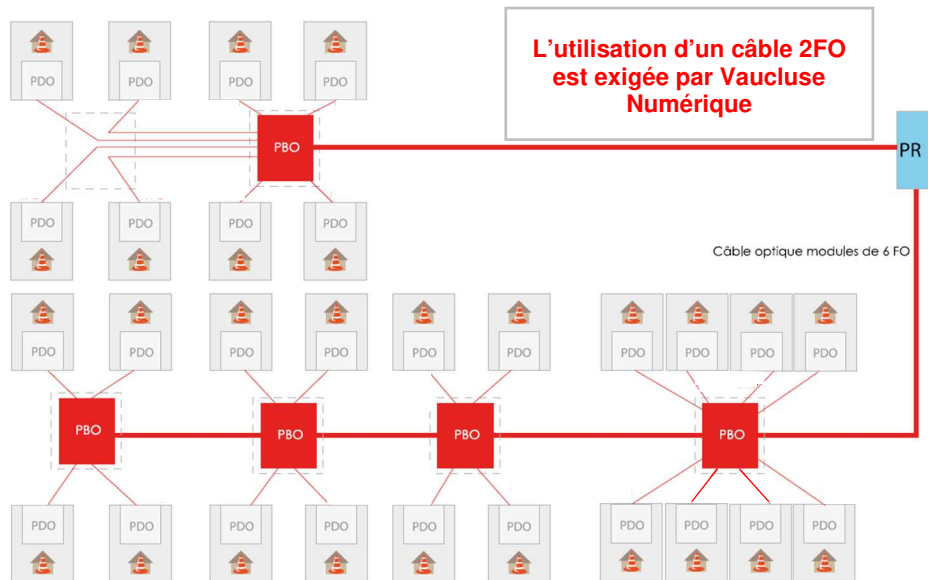 L'utilisation d'un câble 2FO
est exigée par Vaucluse
Numérique
PDO PDO PDO PDO
PBO
PR
PDO PDO PDO PDO
Câble optique modules de 6 FO
PDO PDO PDO PDO PDO PDO PDO PDO PDO PDO
PBO PBO PBO PBO
PDO PDO PDO PDO PDO PDO PDO PDO PDO PDO